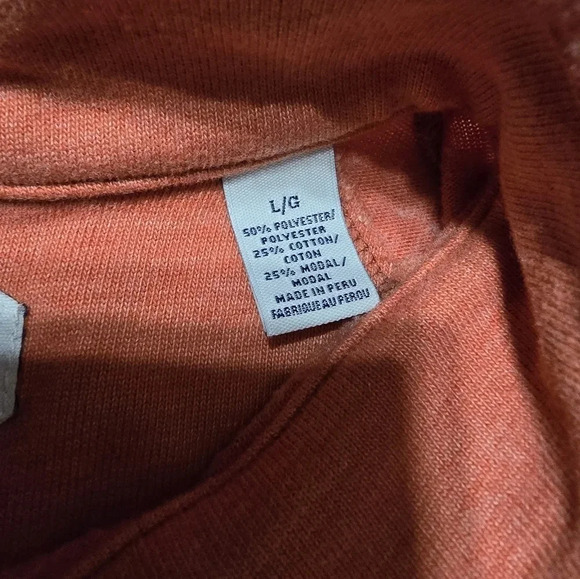 L/G
50% POLYESTER/
POLYESTER
25% COTTON/
COTON
25% MODAL/
MODAL
MADE IN PERU
FABRIQUE AU PEROU